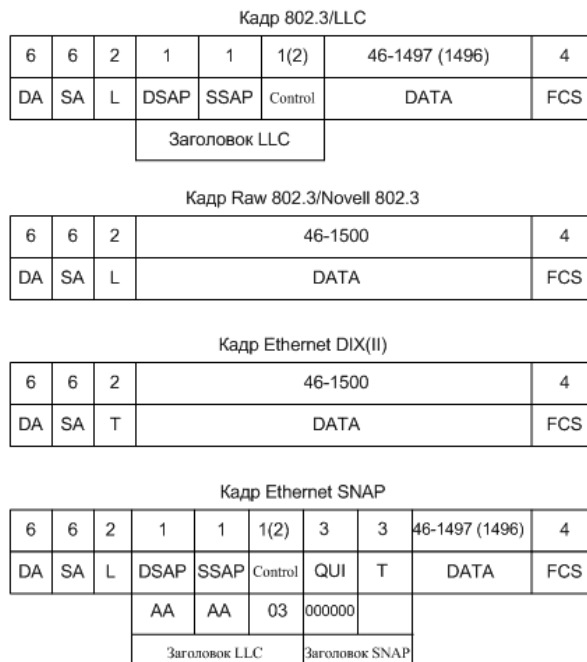 Кадр 802.3/LLC
6 6 2 1 1 1(2) 46-1497 (1496) 4
DA SA L DSAP SSAP Control DATA FCS
Заголовок LLC
Кадр Raw 802.3/Novell 802.3
6 6 2 46-1500 4
DA SA L DATA FCS
Кадр Ethernet DIX(II)
6 6 2 46-1500 4
DA SA T DATA FCS
Кадр Ethernet SNAP
6 6 2 1 1 1(2) 3 3 46-1497 (1496) 4
DA SA L DSAP SSAP Control QUI T DATA FCS
AA AA 03 000000
Заголовок LLC Заголовок SNAP